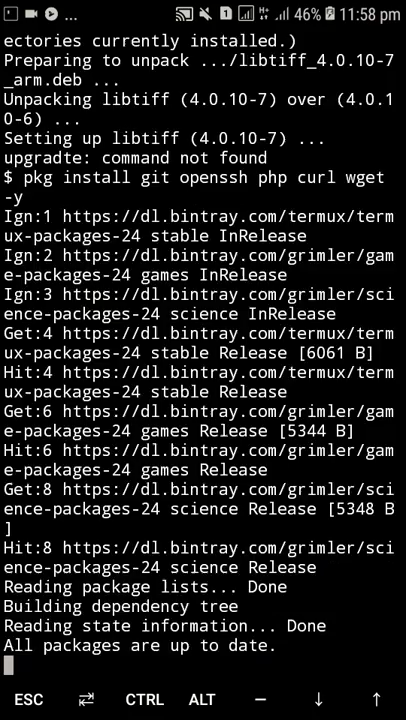 46% 11:58 pm
ectories currently installed.)
Preparing to unpack .../libtiff_4.0.10-7
_arm.deb ...
Unpacking libtiff (4.0.10-7) over (4.0.1
0-6) ...
Setting up libtiff (4.0.10-7) ...
upgradte: command not found
$ pkg install git openssh php curl wget
-y
Ign:1 https://dl.bintray.com/termux/term
ux-packages-24 stable InRelease
Ign:2 https://dl.bintray.com/grimler/gam
e-packages-24 games InRelease
Ign:3 https://dl.bintray.com/grimler/sci
ence-packages-24 science InRelease
Get:4 https://dl.bintray.com/termux/term
ux-packages-24 stable Release [6061 B]
Hit:4 https://dl.bintray.com/termux/term
ux-packages-24 stable Release
Get:6 https://dl.bintray.com/grimler/gam
e-packages-24 games Release [5344 B]
Hit:6 https://dl.bintray.com/grimler/gam
e-packages-24 games Release
Get:8 https://dl.bintray.com/grimler/sci
ence-packages-24 science Release [5348 B
]
Hit:8 https://dl.bintray.com/grimler/sci
ence-packages-24 science Release
Reading package lists... Done
Building dependency tree
Reading state information... Done
All packages are up to date.
ESC ⇄ CTRL ALT — ↓ ↑